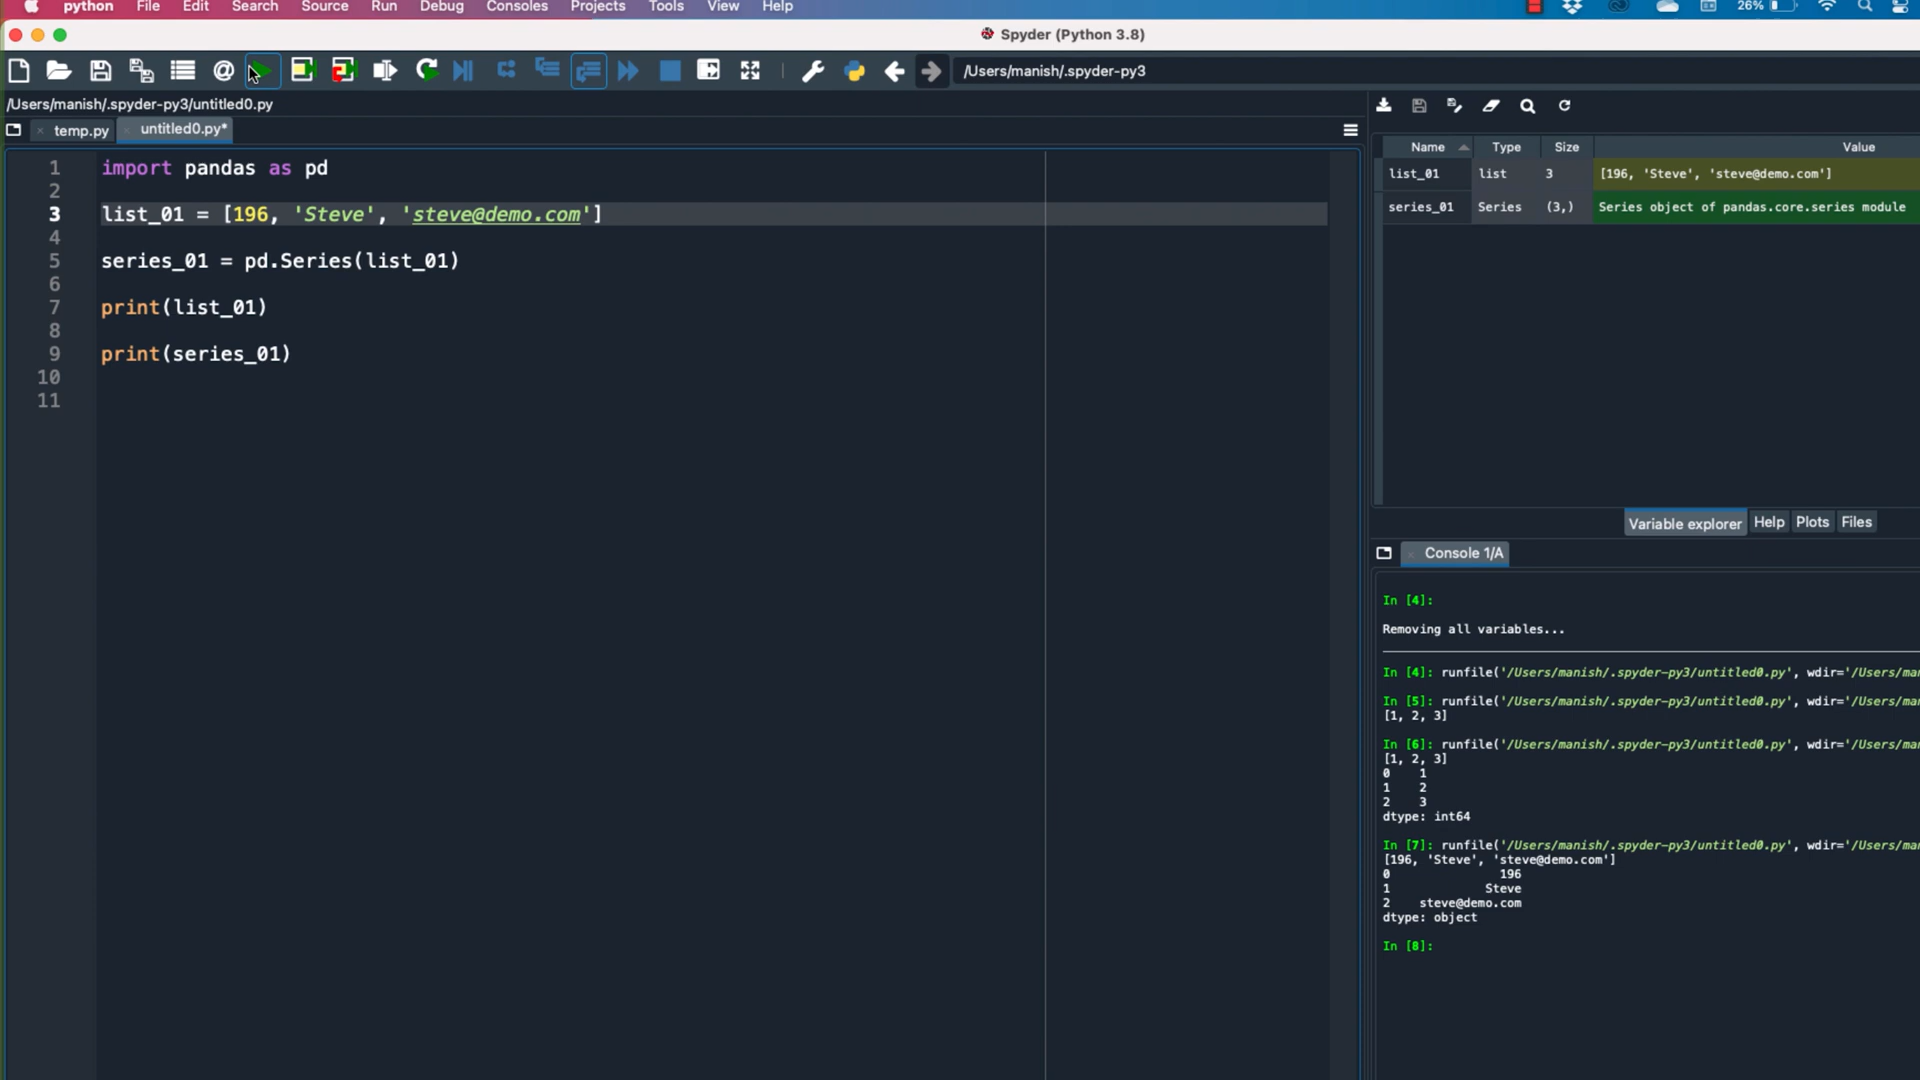 python File Edit Search Source Run Debug Consoles Projects Tools View Help 26%
Spyder (Python 3.8)
@ /Users/manish/.spyder-py3
/Users/manish/.spyder-py3/untitled0.py
temp.py untitled0.py*
1 import pandas as pd
2
3 list_01 = [196, 'Steve', 'steve@demo.com']
4
5 series_01 = pd.Series(list_01)
6
7 print(list_01)
8
9 print(series_01)
10
11
Name Type Size Value
list_01 list 3 [196, 'Steve', 'steve@demo.com']
series_01 Series (3,) Series object of pandas.core.series module
Variable explorer Help Plots Files
Console 1/A
In [4]:
Removing all variables...
In [4]: runfile('/Users/manish/.spyder-py3/untitled0.py', wdir='/Users/ma
In [5]: runfile('/Users/manish/.spyder-py3/untitled0.py', wdir='/Users/ma
[1, 2, 3]
In [6]: runfile('/Users/manish/.spyder-py3/untitled0.py', wdir='/Users/ma
[1, 2, 3]
0 1
1 2
2 3
dtype: int64
In [7]: runfile('/Users/manish/.spyder-py3/untitled0.py', wdir='/Users/ma
[196, 'Steve', 'steve@demo.com']
0 196
1 Steve
2 steve@demo.com
dtype: object
In [8]: